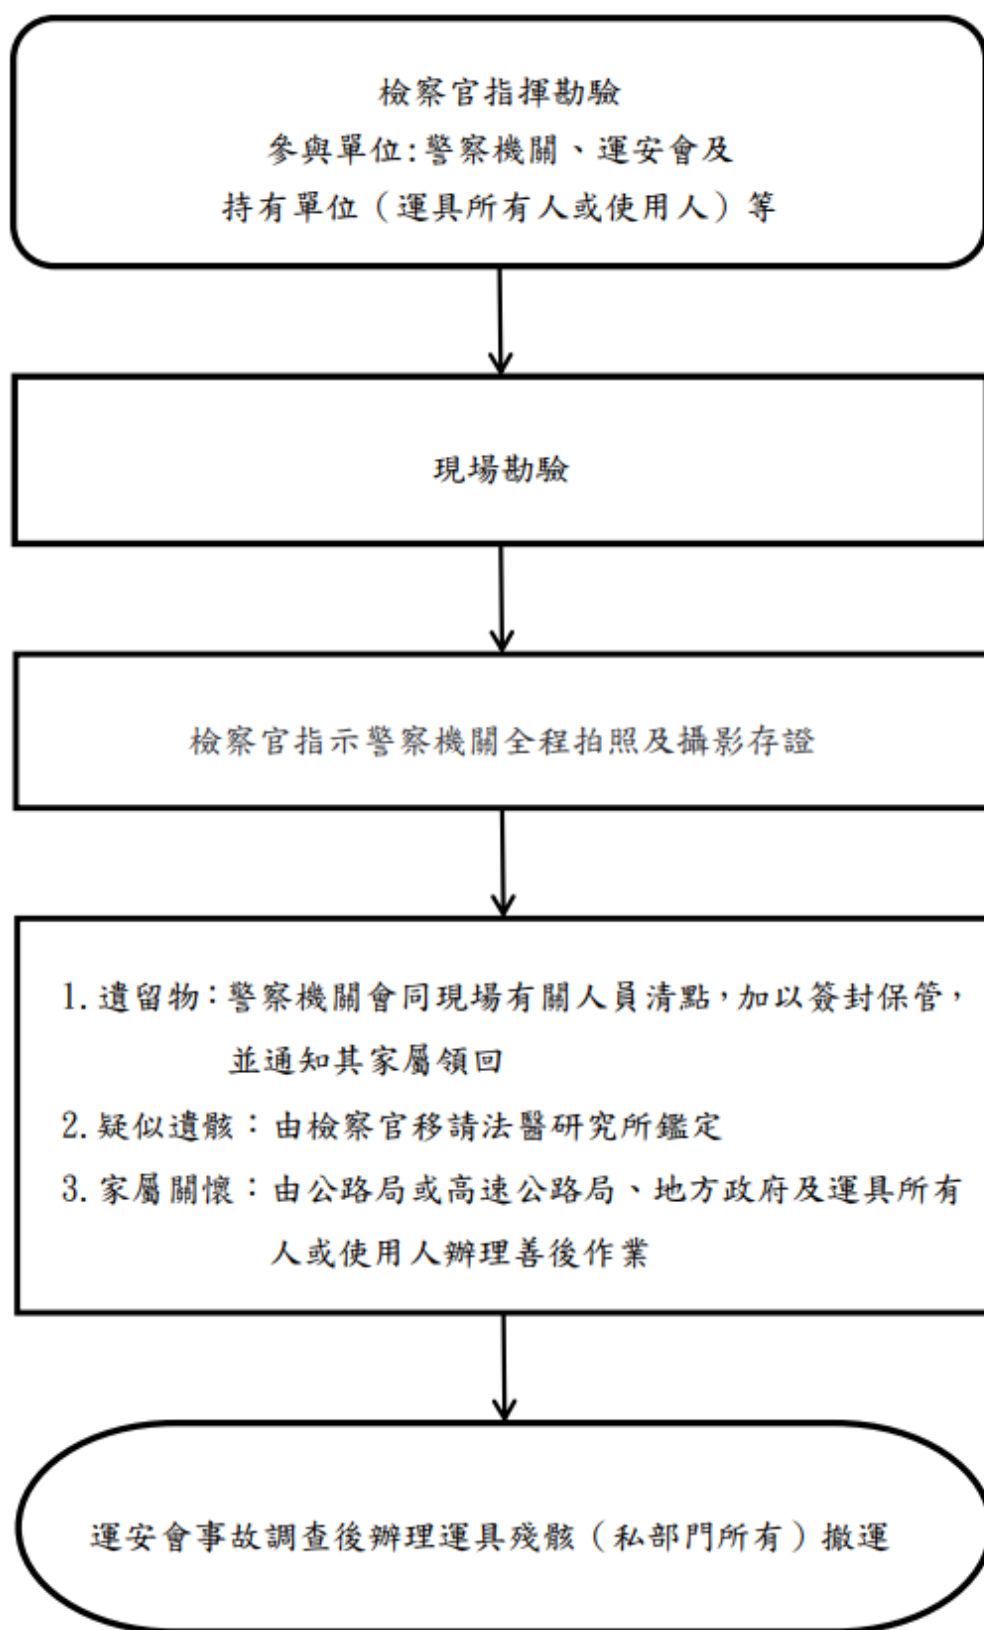 檢察官指揮勘驗
參與單位:警察機關、運安會及
持有單位（運具所有人或使用人）等
現場勘驗
檢察官指示警察機關全程拍照及攝影存證
1.遺留物：警察機關會同現場有關人員清點，加以簽封保管，
並通知其家屬領回
2.疑似遺骸：由檢察官移請法醫研究所鑑定
3.家屬關懷：由公路局或高速公路局、地方政府及運具所有
人或使用人辦理善後作業
運安會事故調查後辦理運具殘骸（私部門所有）撤運